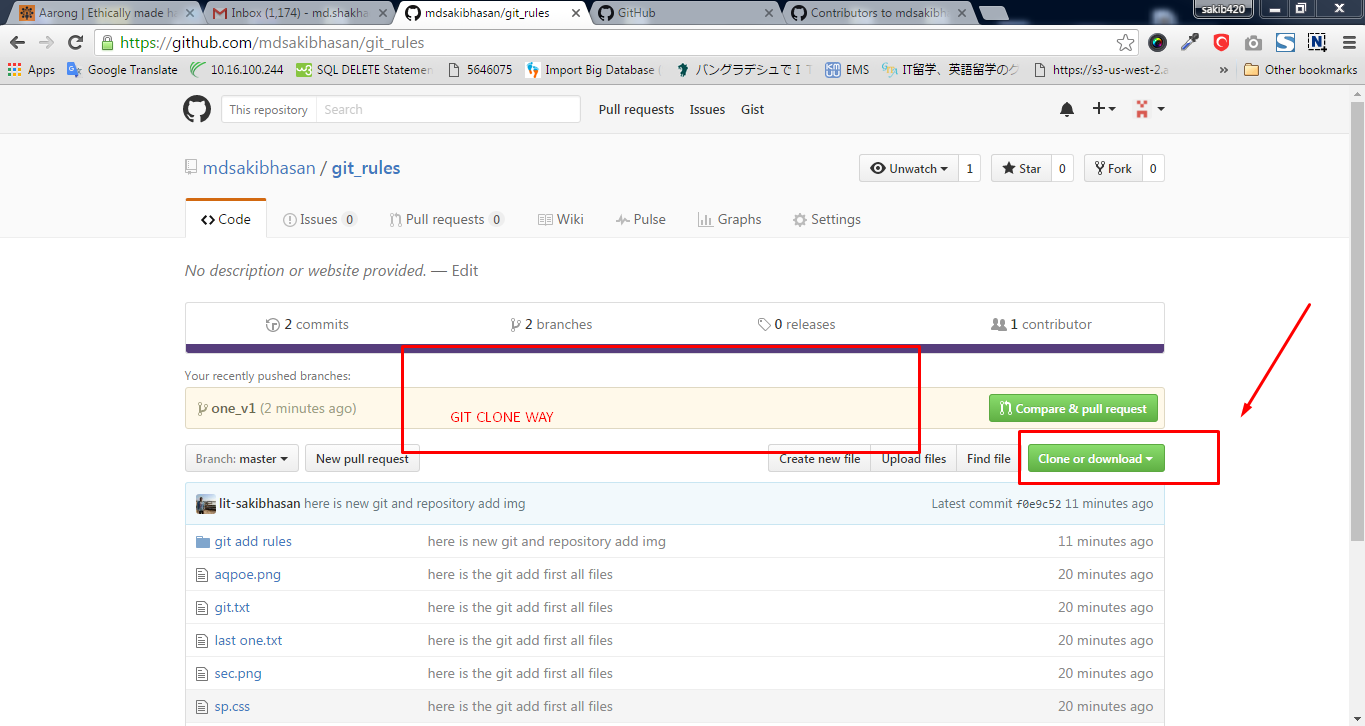 Aarong | Ethically made ha
Inbox (1,174) - md.shakha
mdsakibhasan/git_rules
GitHub
Contributors to mdsakibha
sakib420
https://github.com/mdsakibhasan/git_rules
Apps
Google Translate
10.16.100.244
SQL DELETE Statemen
5646075
Import Big Database
バングラデシュでI
EMS
IT留学、英語留学の
https://s3-us-west-2.a
»
Other bookmarks
This repository
Search
Pull requests
Issues
Gist
mdsakibhasan / git_rules
Unwatch 1
Star 0
Fork 0
Code
Issues 0
Pull requests 0
Wiki
Pulse
Graphs
Settings
No description or website provided. — Edit
2 commits
2 branches
0 releases
1 contributor
Your recently pushed branches:
one_v1 (2 minutes ago)
GIT CLONE WAY
Compare & pull request
Branch: master
New pull request
Create new file
Upload files
Find file
Clone or download
lit-sakibhasan here is new git and repository add img
Latest commit f0e9c52 11 minutes ago
git add rules here is new git and repository add img 11 minutes ago
aqpoe.png here is the git add first all files 20 minutes ago
git.txt here is the git add first all files 20 minutes ago
last one.txt here is the git add first all files 20 minutes ago
sec.png here is the git add first all files 20 minutes ago
sp.css here is the git add first all files 20 minutes ago